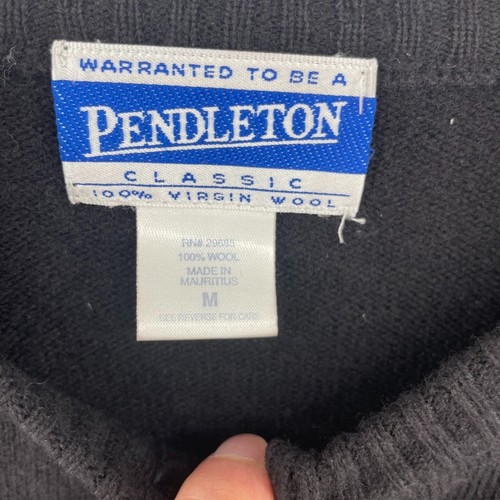 WARRANTED TO BE A
PENDLETON
CLASSIC
100% VIRGIN WOOL
RN# 29685
100% WOOL
MADE IN
MAURITIUS
M
SEE REVERSE FOR CARE